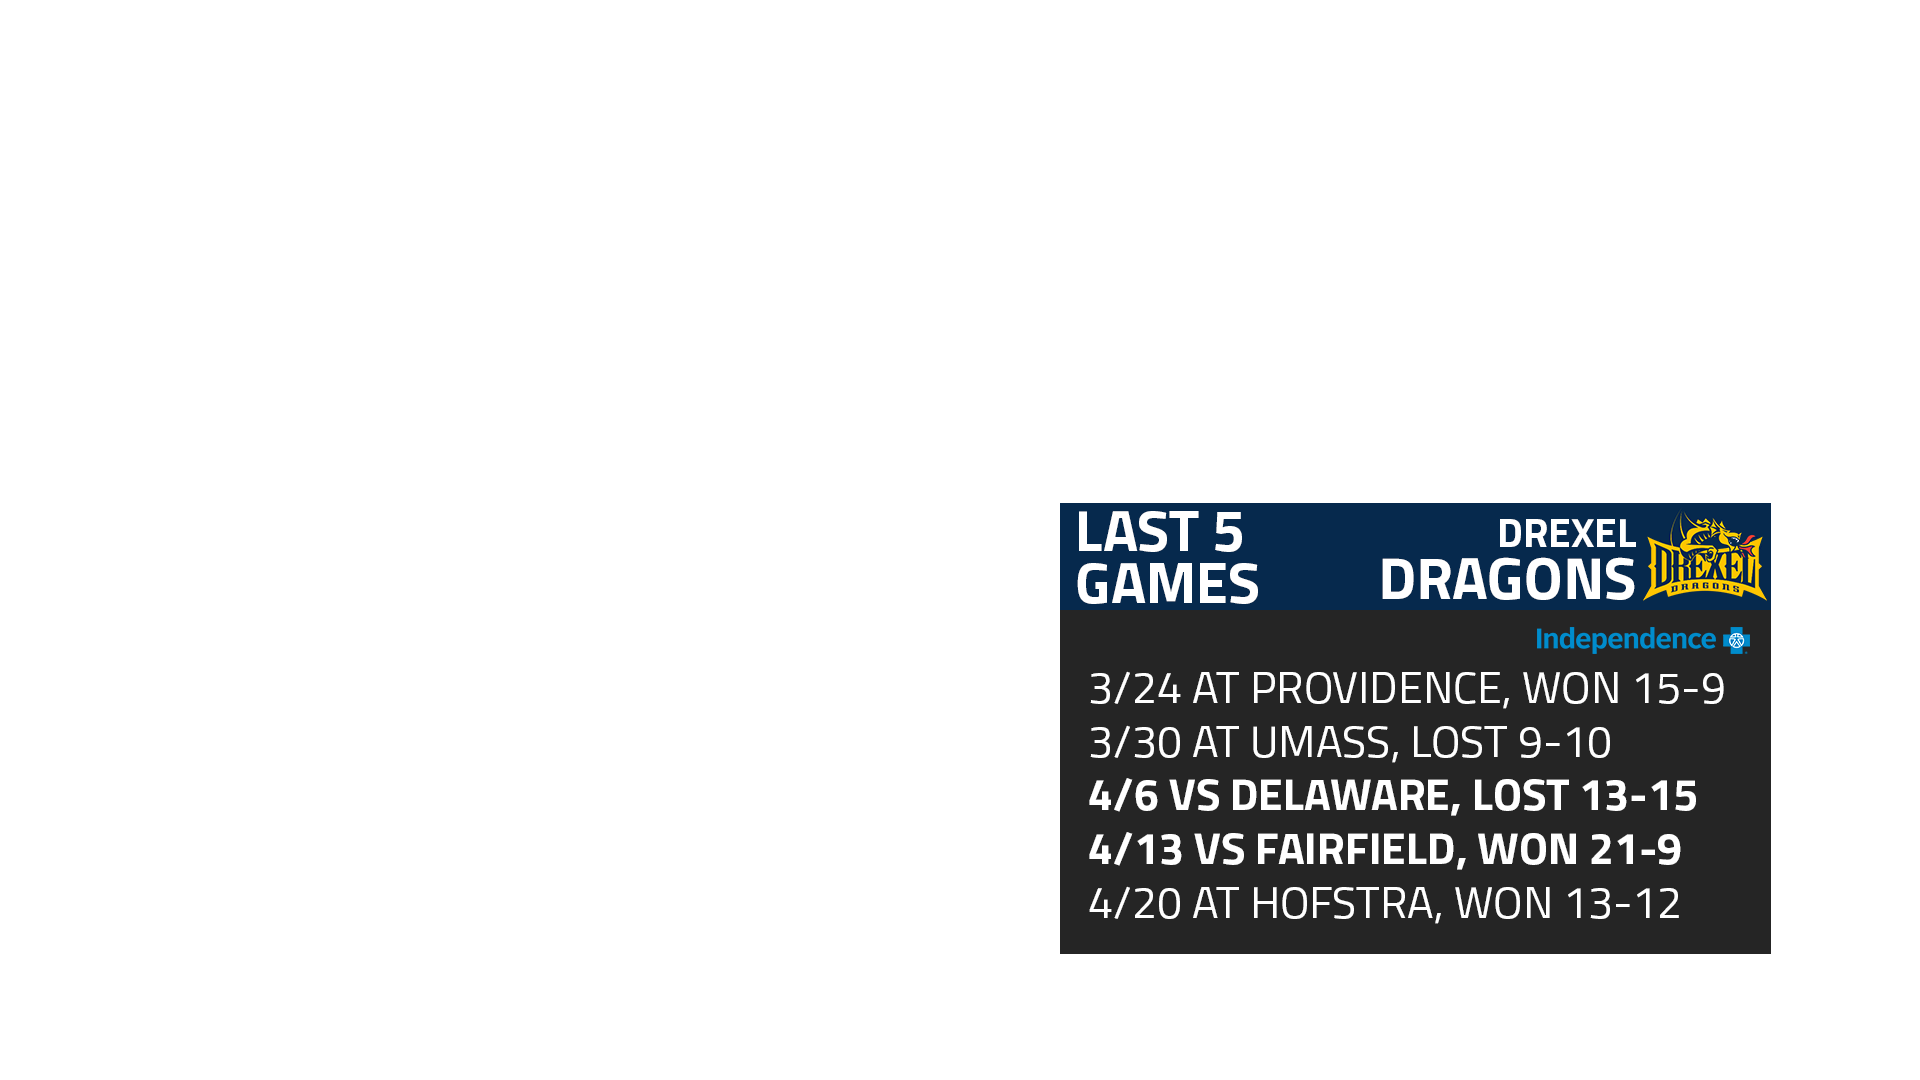 LAST 5
GAMES
DREXEL
DRAGONS
DREXEL
DRAGONS
Independence
3/24 AT PROVIDENCE, WON 15-9
3/30 AT UMASS, LOST 9-10
4/6 VS DELAWARE, LOST 13-15
4/13 VS FAIRFIELD, WON 21-9
4/20 AT HOFSTRA, WON 13-12